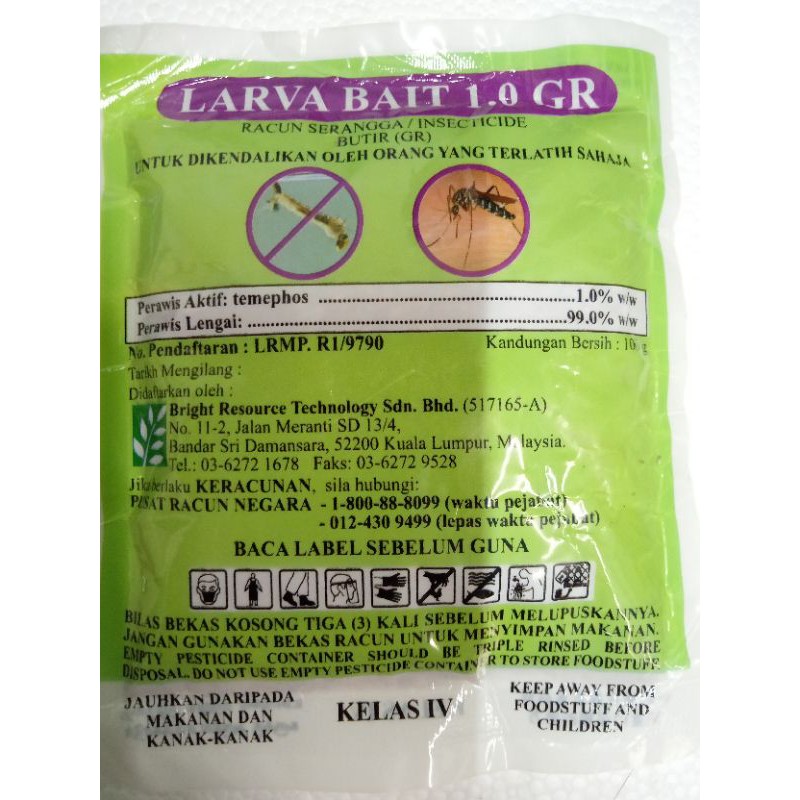 LARVA BAIT 1.0 GR
RACUN SERANGGA / INSECTICIDE
BUTIR (GR)
UNTUK DIKENDALIKAN OLEH ORANG YANG TERLATIH SAHAJA
Perawis Aktif: temephos ...............................................1.0% w/w
Perawis Lengai: ...........................................................99.0% w/w
No. Pendaftaran : LRMP. R1/9790
Kandungan Bersih : g
Tarikh Mengilang :
Didaftarkan oleh :
Bright Resource Technology Sdn. Bhd. (517165-A)
No. 11-2, Jalan Meranti SD 13/4,
Bandar Sri Damansara, 52200 Kuala Lumpur, Malaysia.
Tel.: 03-6272 1678 Faks: 03-6272 9528
Jika berlaku KERACUNAN, sila hubungi:
PUSAT RACUN NEGARA - 1-800-88-8099 (waktu pejabat)
- 012-430 9499 (lepas waktu pejabat)
BACA LABEL SEBELUM GUNA
BILAS BEKAS KOSONG TIGA (3) KALI SEBELUM MELUPUSKANNYA.
JANGAN GUNAKAN BEKAS RACUN UNTUK MENYIMPAN MAKANAN.
EMPTY PESTICIDE CONTAINER SHOULD BE TRIPLE RINSED BEFORE
DISPOSAL. DO NOT USE EMPTY PESTICIDE CONTAINER TO STORE FOODSTUFF
JAUHKAN DARIPADA
MAKANAN DAN
KANAK-KANAK
KELAS IV
KEEP AWAY FROM
FOODSTUFF AND
CHILDREN